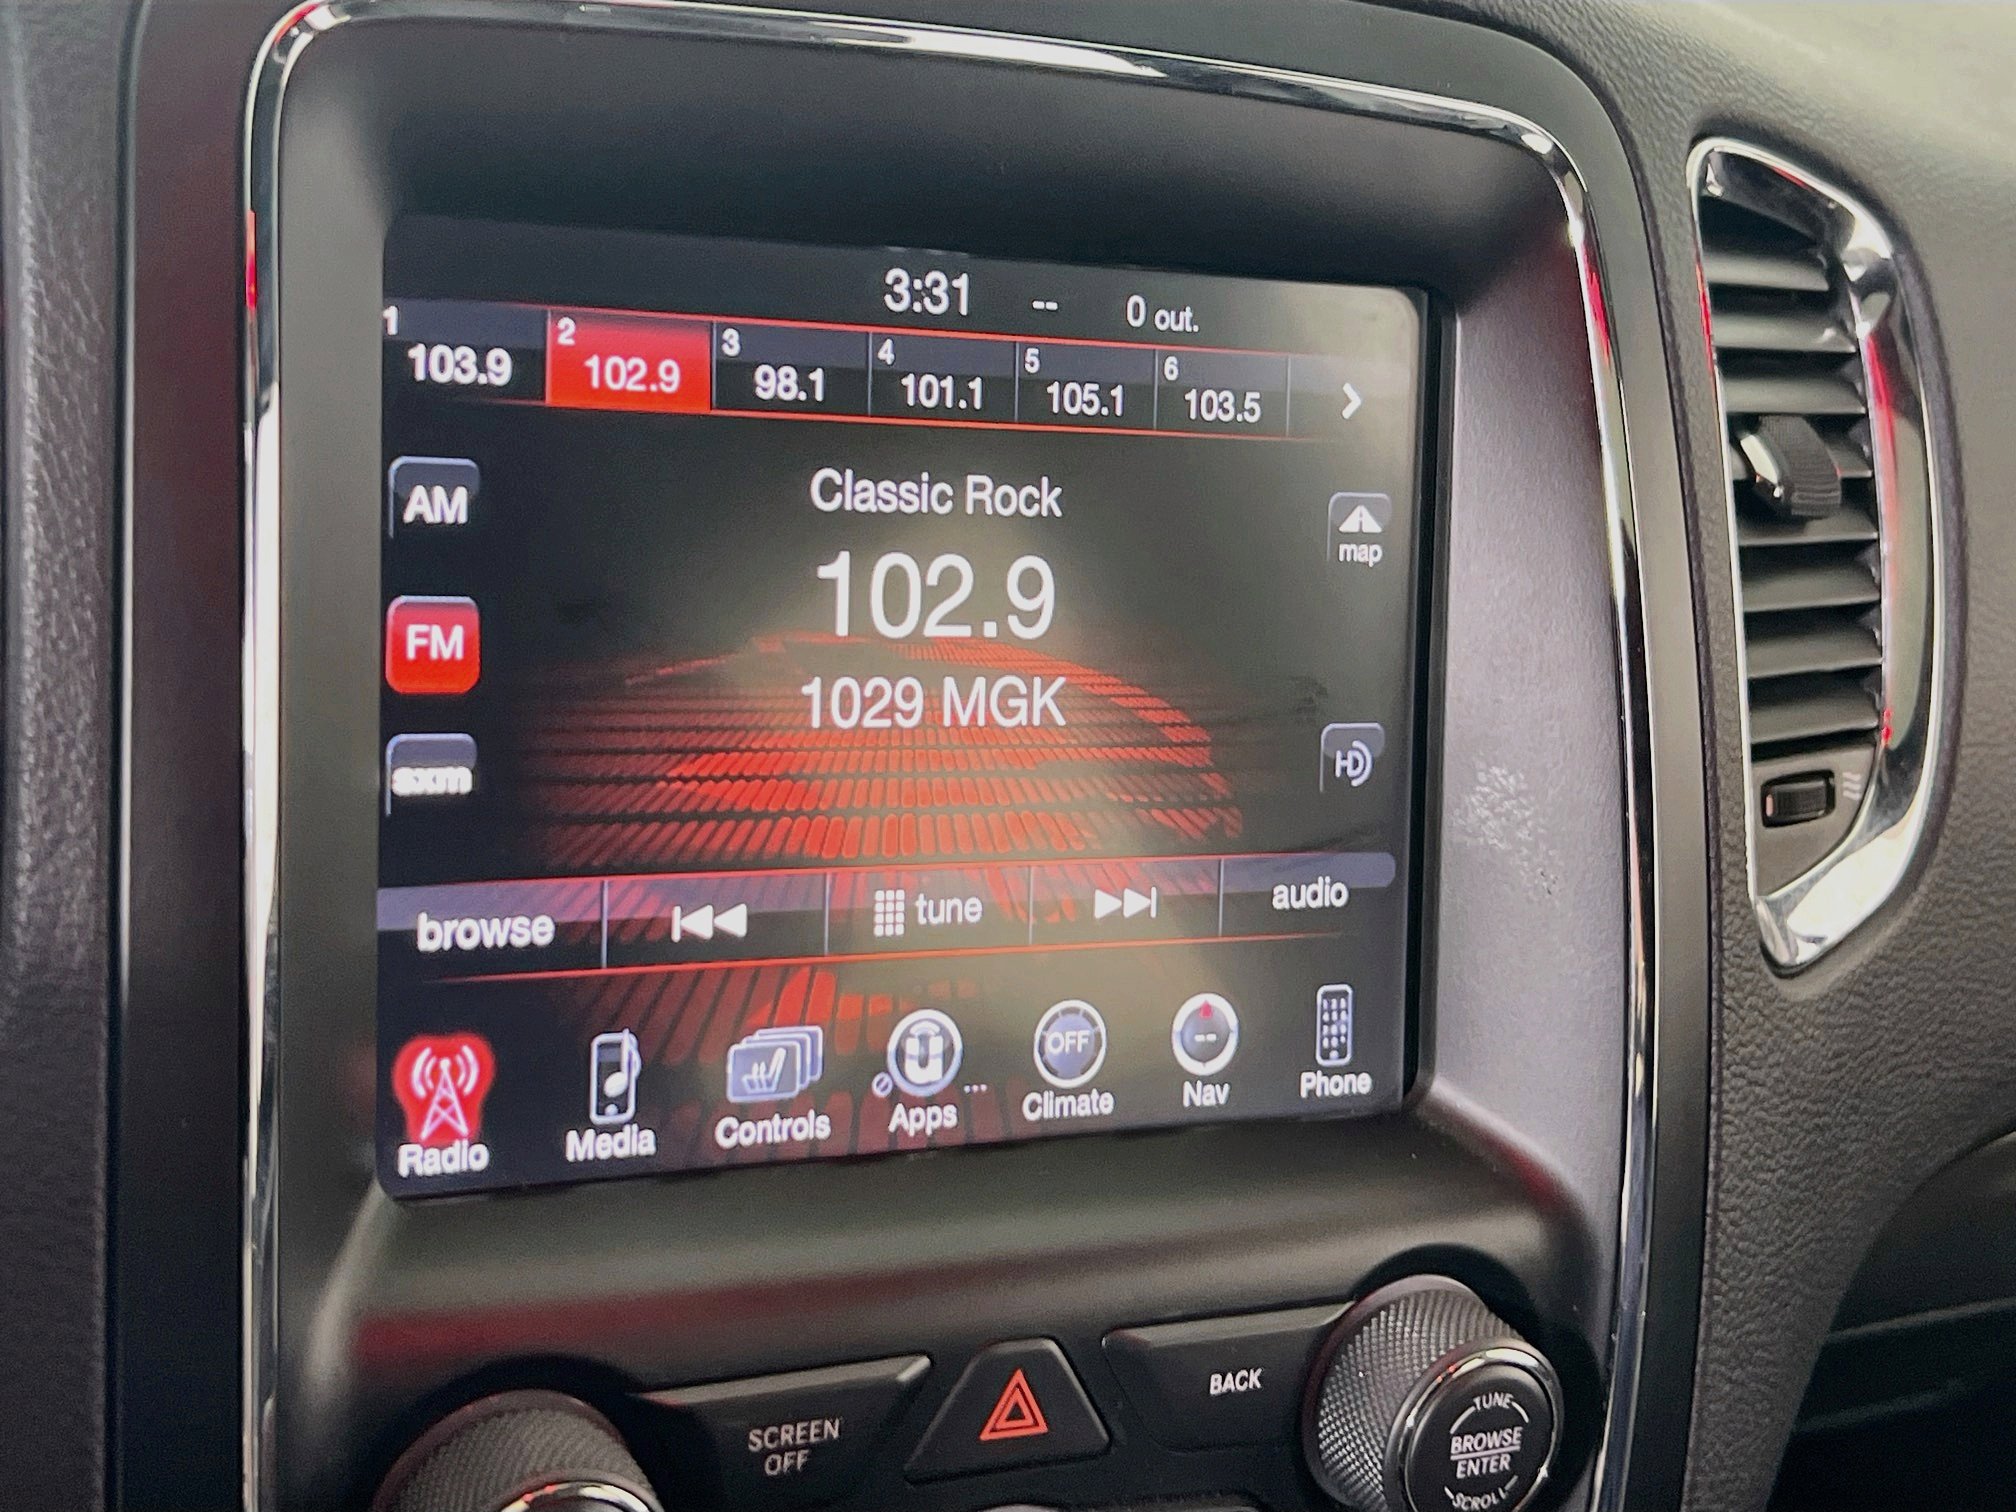 3:31 -- 0 out.
1 2 3 4 5 6
103.9 102.9 98.1 101.1 105.1 103.5
AM
Classic Rock
map
102.9
FM
1029 MGK
sxm
HD
browse tune audio
OFF
--
Radio Media Controls Apps ... Climate Nav Phone
SCREEN
OFF
BACK
TUNE
BROWSE
ENTER
SCROLL